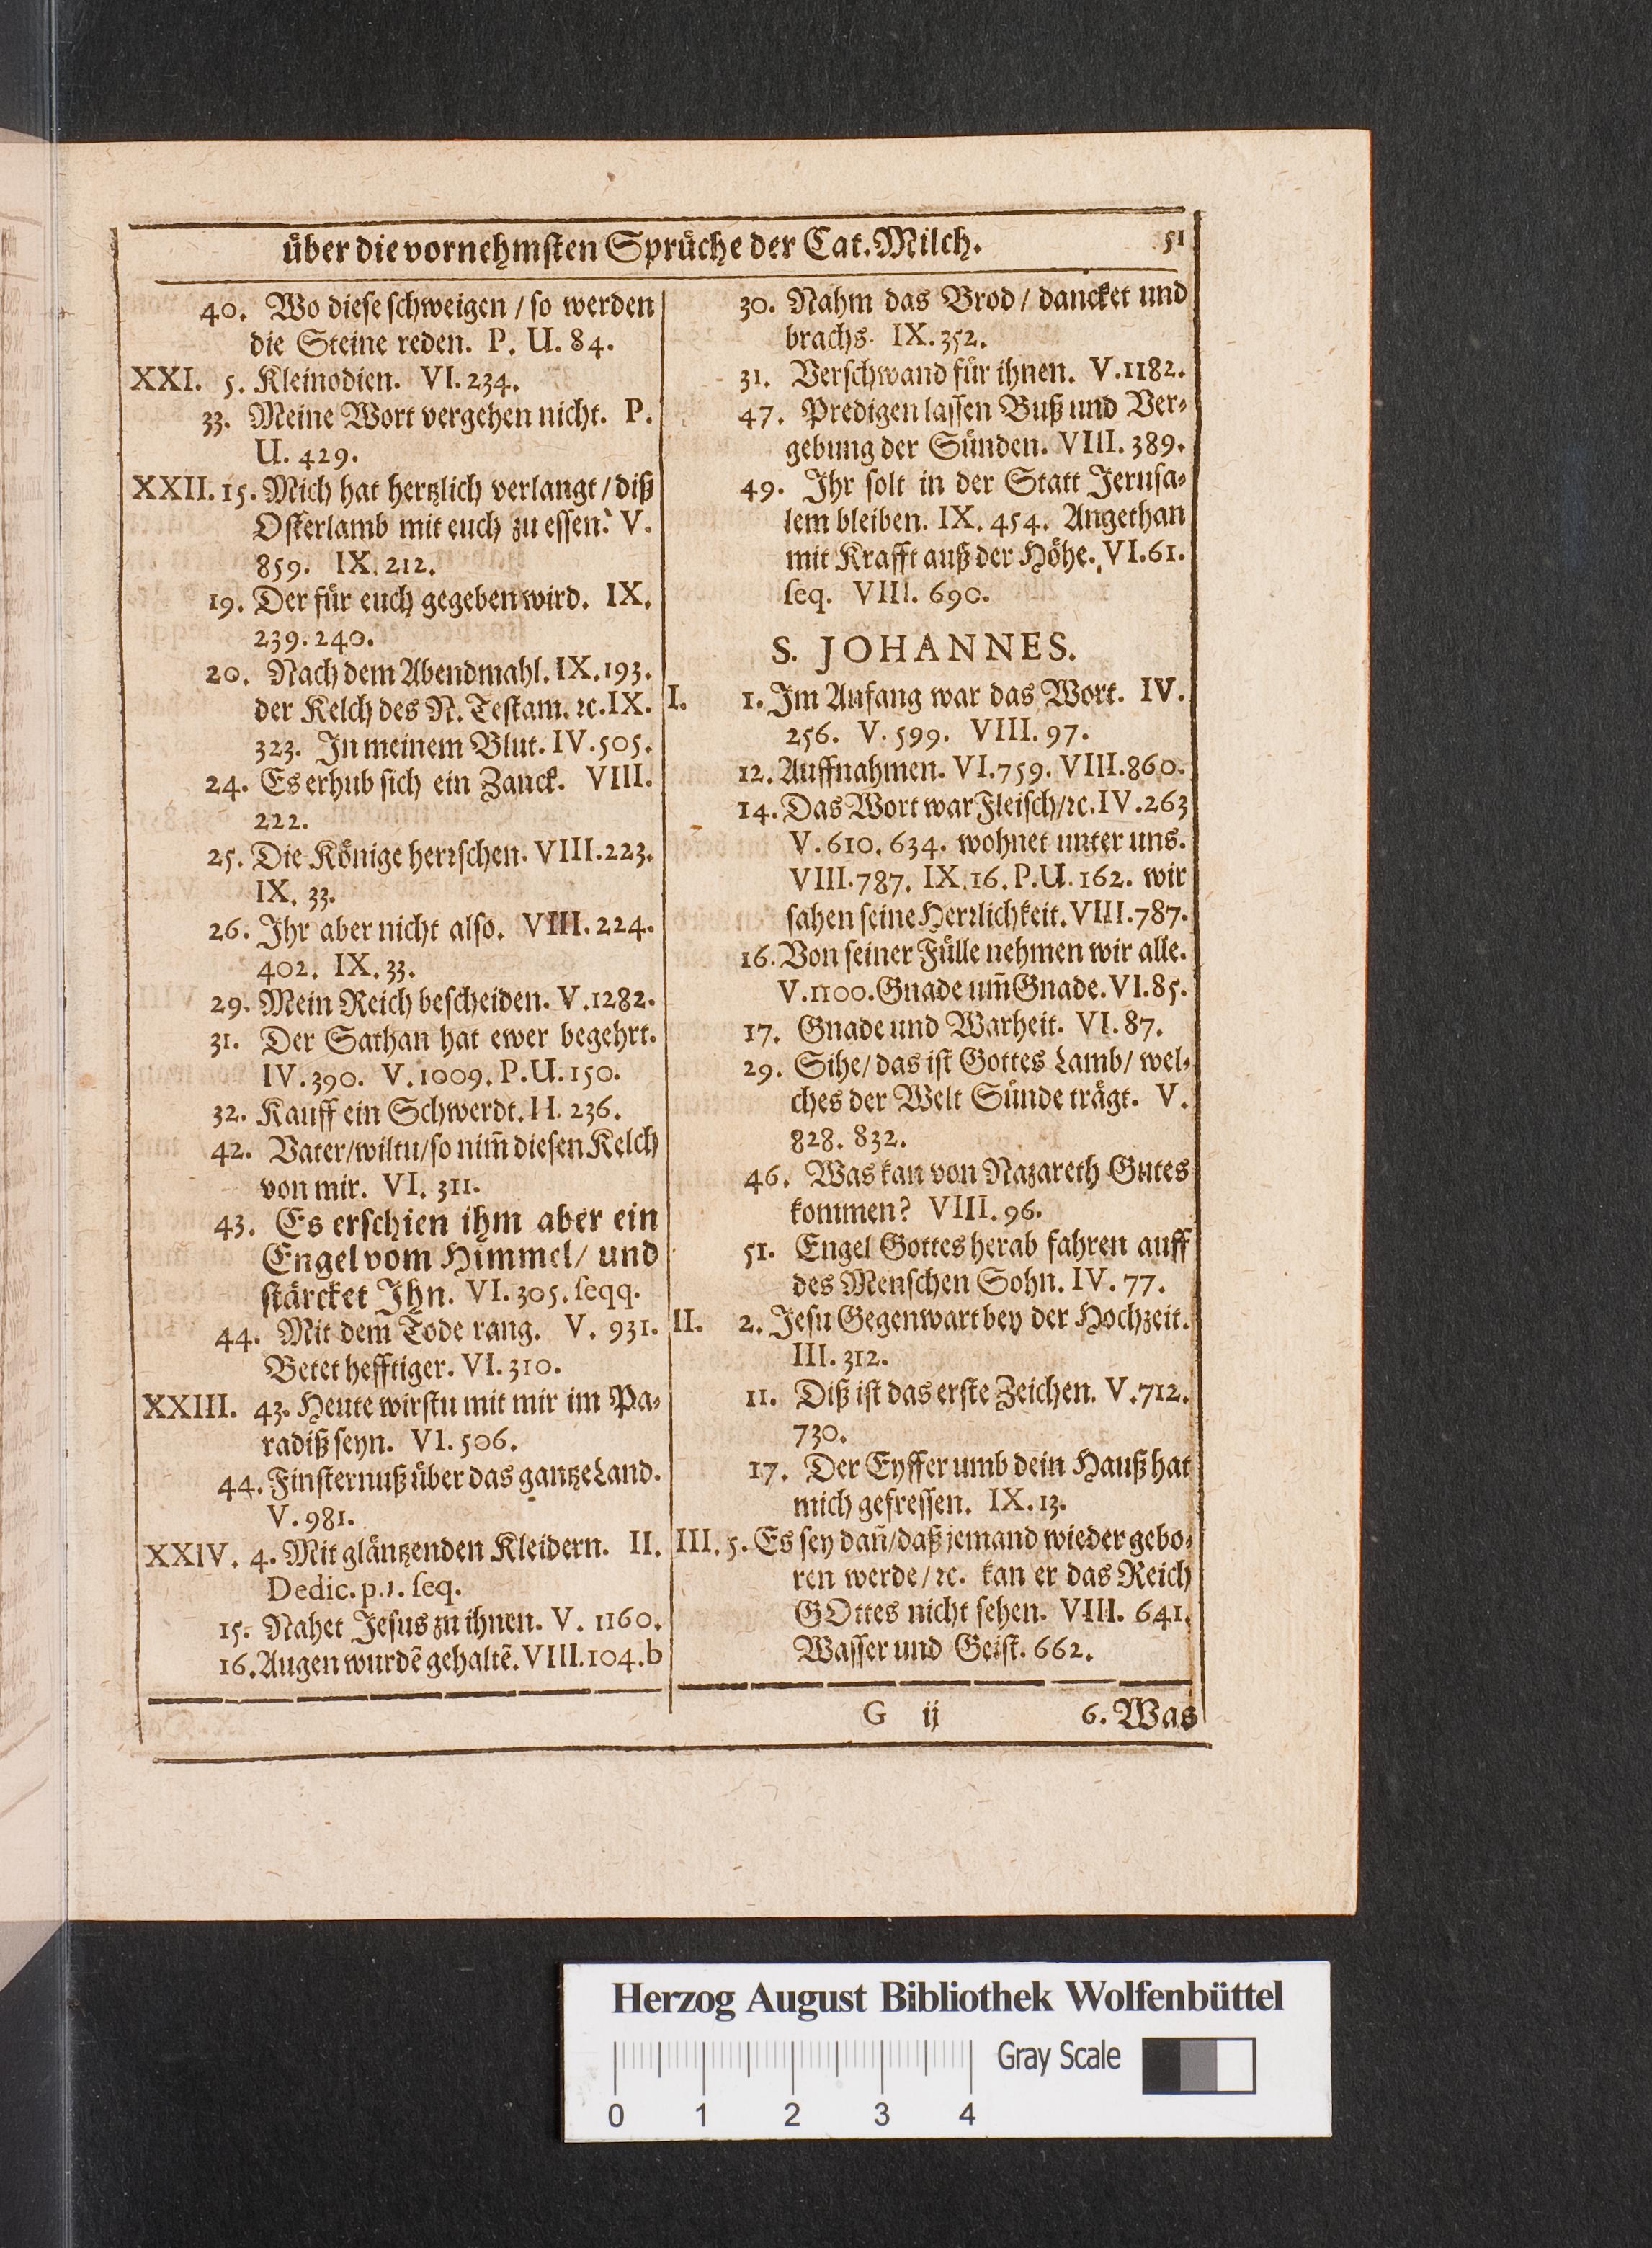 über die vornehmsten Sprüche der Cat. Milch. 51
40. Wo diese schweigen / so werden
die Steine reden. P. U. 84.
XXI. 5. Kleinodien. VI. 234.
33. Meine Wort vergehen nicht. P.
U. 429.
XXII. 15. Mich hat hertzlich verlangt / diß
Osterlamb mit euch zu essen. V.
859. IX. 212.
19. Der für euch gegeben wird. IX.
239. 240.
20. Nach dem Abendmahl. IX. 193.
der Kelch des N. Testam. ꝛc. IX.
323. In meinem Blut. IV. 505.
24. Es erhub sich ein Zanck. VIII.
222.
25. Die Könige herrschen. VIII. 223.
IX. 33.
26. Ihr aber nicht also. VIII. 224.
402. IX. 33.
29. Mein Reich bescheiden. V. 1282.
31. Der Sathan hat ewer begehrt.
IV. 390. V. 1009. P. U. 150.
32. Kauff ein Schwerdt. II. 236.
42. Vater/wiltu/so nim̃ diesen Kelch
von mir. VI. 311.
43. Es erschien ihm aber ein
Engel vom Himmel/ und
stärcket Ihn. VI. 305. seqq.
44. Mit dem Tode rang. V. 931.
Betet hefftiger. VI. 310.
XXIII. 43. Heute wirstu mit mir im Pa-
radiß seyn. VI. 506.
44. Finsternuß über das gantze Land.
V. 981.
XXIV. 4. Mit gläntzenden Kleidern. II.
Dedic. p. 1. seq.
15. Nahet Jesus zu ihnen. V. 1160.
16. Augen wurdẽ gehaltẽ. VIII. 104. b
30. Nahm das Brod / dancket und
brachs. IX. 352.
31. Verschwand für ihnen. V. 1182.
47. Predigen lassen Buß und Ver-
gebung der Sünden. VIII. 389.
49. Ihr solt in der Statt Jerusa-
lem bleiben. IX. 454. Angethan
mit Krafft auß der Höhe. VI. 61.
seq. VIII. 690.
S. JOHANNES.
I. 1. Im Anfang war das Wort. IV.
256. V. 599. VIII. 97.
12. Auffnahmen. VI. 759. VIII. 860.
14. Das Wort war Fleisch/ꝛc. IV. 263
V. 610. 634. wohnet unter uns.
VIII. 787. IX. 16. P. U. 162. wir
sahen seine Herrlichkeit. VIII. 787.
16. Von seiner Fülle nehmen wir alle.
V. 1100. Gnade um̃ Gnade. VI. 85.
17. Gnade und Warheit. VI. 87.
29. Sihe/ das ist Gottes Lamb/ wel-
ches der Welt Sünde trägt. V.
828. 832.
46. Was kan von Nazareth Gutes
kommen? VIII. 96.
51. Engel Gottes herab fahren auff
des Menschen Sohn. IV. 77.
II. 2. Jesu Gegenwart bey der Hochzeit.
III. 312.
11. Diß ist das erste Zeichen. V. 712.
730.
17. Der Eyffer umb dein Hauß hat
mich gefressen. IX. 13.
III. 5. Es sey dañ/daß jemand wieder gebo-
ren werde/ꝛc. kan er das Reich
GOttes nicht sehen. VIII. 641.
Wasser und Geist. 662.
G ij 6. Was
Herzog August Bibliothek Wolfenbüttel
Gray Scale
0 1 2 3 4